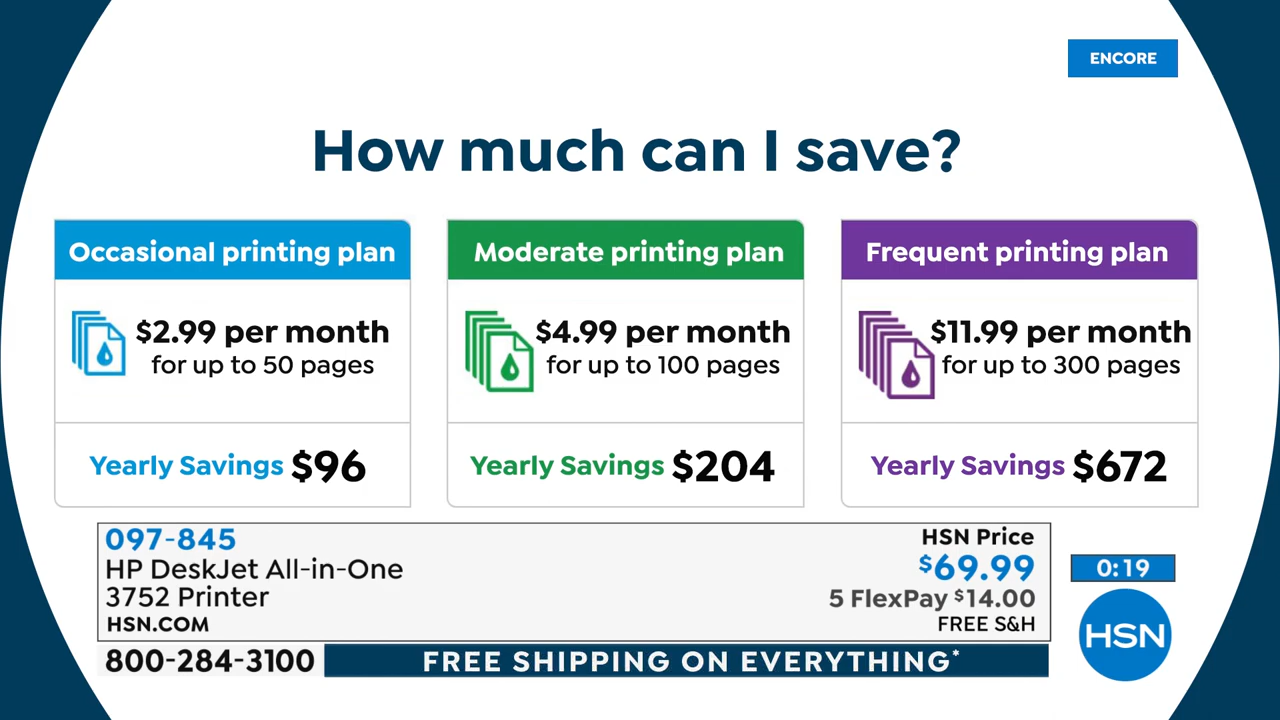 ENCORE
How much can I save?
Occasional printing plan
$2.99 per month
for up to 50 pages
Yearly Savings $96
Moderate printing plan
$4.99 per month
for up to 100 pages
Yearly Savings $204
Frequent printing plan
$11.99 per month
for up to 300 pages
Yearly Savings $672
097-845
HP DeskJet All-in-One
3752 Printer
HSN.COM
HSN Price
$69.99
5 FlexPay $14.00
FREE S&H
0:19
HSN
800-284-3100
FREE SHIPPING ON EVERYTHING*